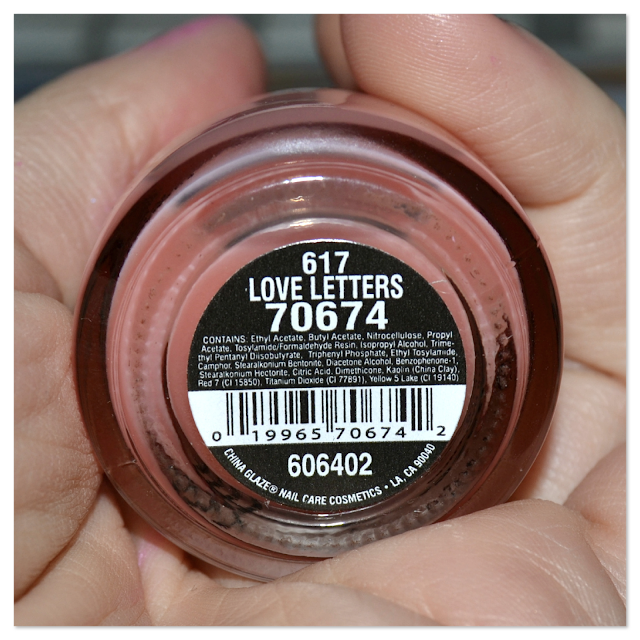 617
LOVE LETTERS
70674
CONTAINS: Ethyl Acetate, Butyl Acetate, Nitrocellulose, Propyl
Acetate, Tosylamide/Formaldehyde Resin, Isopropyl Alcohol, Trime-
thyl Pentanyl Diisobutyrate, Triphenyl Phosphate, Ethyl Tosylamide,
Camphor, Stearalkonium Bentonite, Diacetone Alcohol, Benzophenone-1,
Stearalkonium Hectorite, Citric Acid, Dimethicone, Kaolin (China Clay),
Red 7 (CI 15850), Titanium Dioxide (CI 77891), Yellow 5 Lake (CI 19140)
0 19965 70674 2
606402
CHINA GLAZE® NAIL CARE COSMETICS • LA, CA 90040